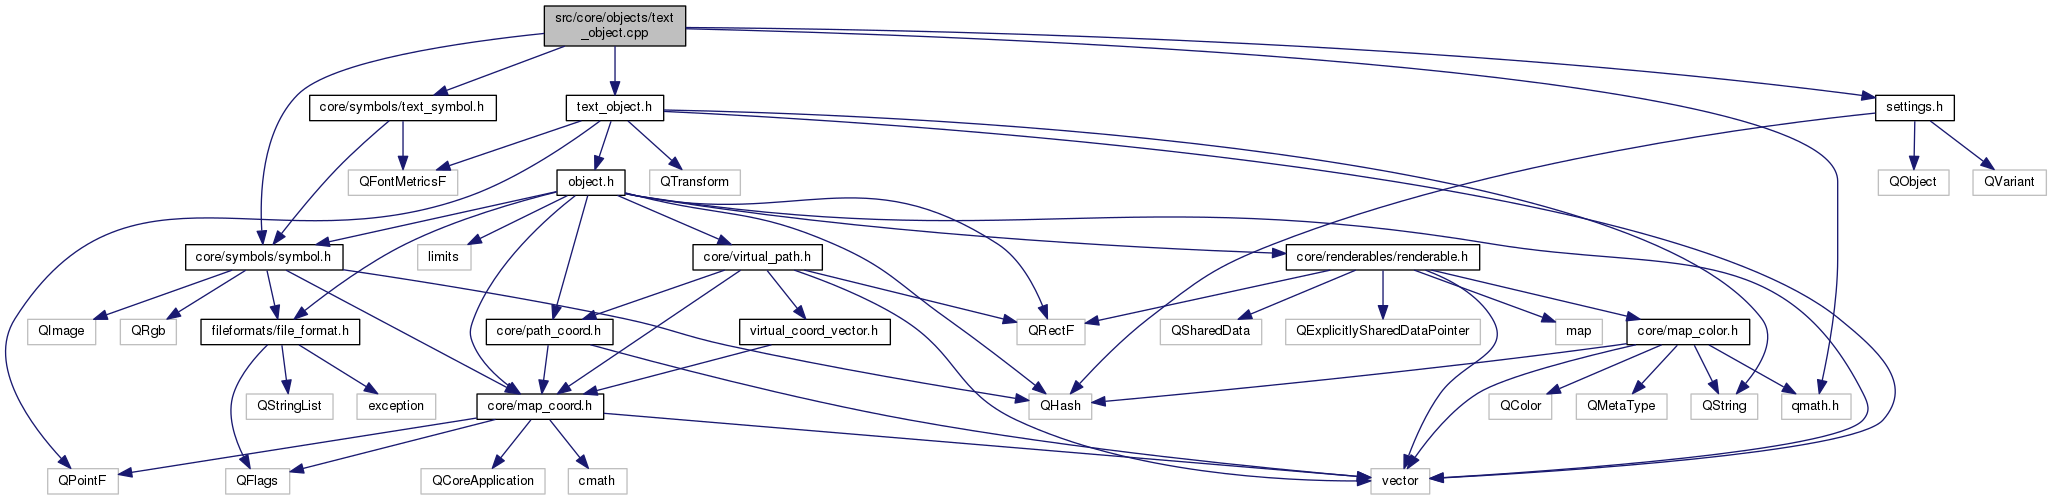 src/core/objects/text
_object.cpp
core/symbols/text_symbol.h
text_object.h
settings.h
QFontMetricsF
object.h
QTransform
QObject
QVariant
core/symbols/symbol.h
limits
core/virtual_path.h
core/renderables/renderable.h
QImage
QRgb
fileformats/file_format.h
core/path_coord.h
virtual_coord_vector.h
QRectF
QSharedData
QExplicitlySharedDataPointer
map
core/map_color.h
QStringList
exception
core/map_coord.h
QHash
QColor
QMetaType
QString
qmath.h
QPointF
QFlags
QCoreApplication
cmath
vector